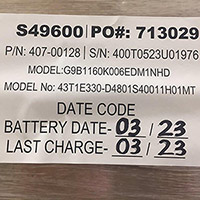 S49600 | PO#: 713029
P/N: 407-00128 | S/N: 400T0523U01976
MODEL:G9B1160K006EDM1NHD
MODEL No: 43T1E330-D4801S40011H01MT
DATE CODE
BATTERY DATE- 03 / 23
LAST CHARGE- 03 / 23